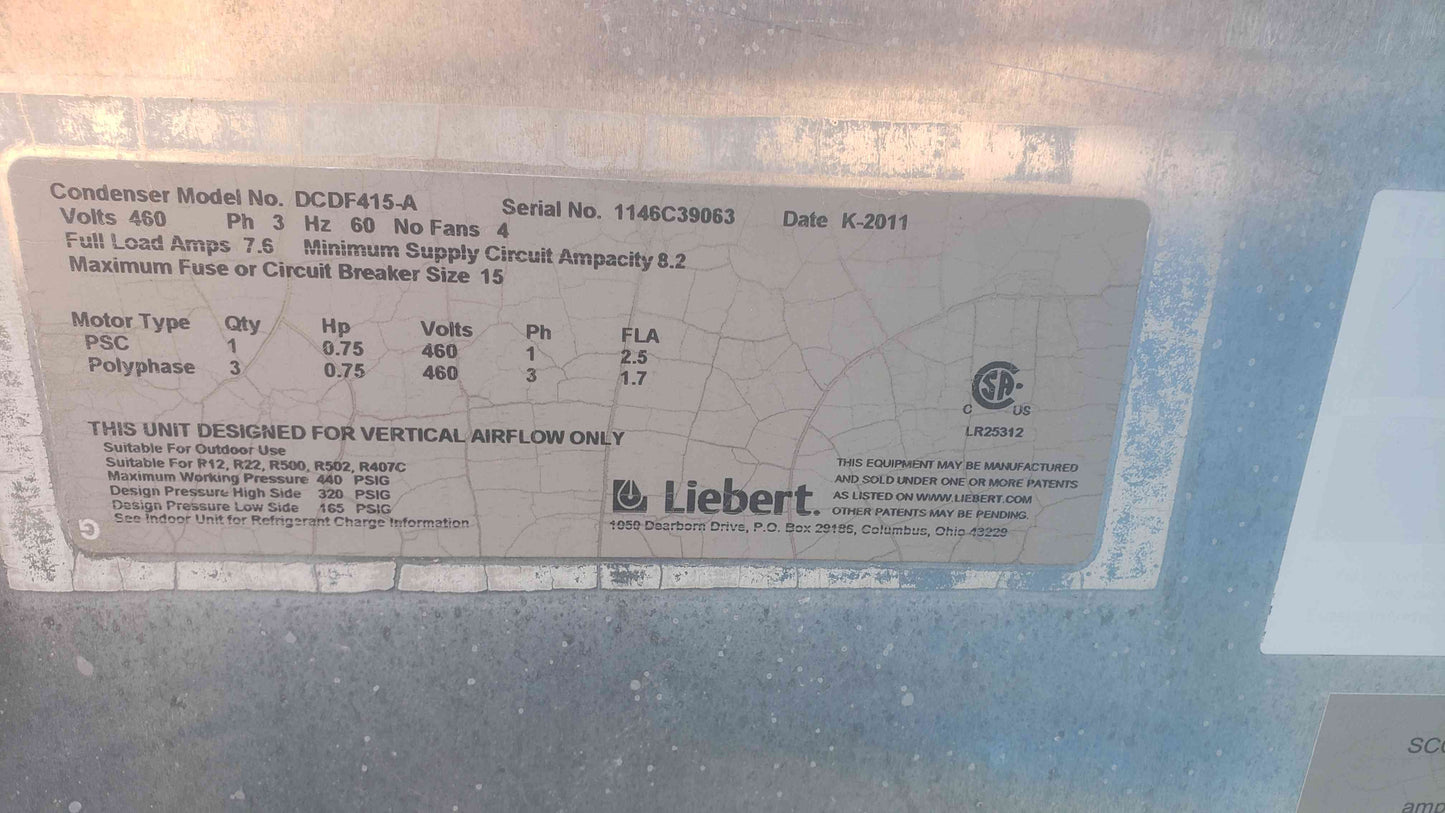 Condenser Model No. DCDF415-A Serial No. 1146C39063 Date K-2011
Volts 460 Ph 3 Hz 60 No Fans 4
Full Load Amps 7.6 Minimum Supply Circuit Ampacity 8.2
Maximum Fuse or Circuit Breaker Size 15
Motor Type Qty Hp Volts Ph FLA
PSC 1 0.75 460 1 2.5
Polyphase 3 0.75 460 3 1.7
THIS UNIT DESIGNED FOR VERTICAL AIRFLOW ONLY
Suitable For Outdoor Use
Suitable For R12, R22, R500, R502, R407C
Maximum Working Pressure 440 PSIG
Design Pressure High Side 320 PSIG
Design Pressure Low Side 165 PSIG
See Indoor Unit for Refrigerant Charge Information
G
Liebert.
1050 Dearborn Drive, P.O. Box 29186, Columbus, Ohio 43229
C SA US
LR25312
THIS EQUIPMENT MAY BE MANUFACTURED
AND SOLD UNDER ONE OR MORE PATENTS
AS LISTED ON WWW.LIEBERT.COM
OTHER PATENTS MAY BE PENDING.
amp